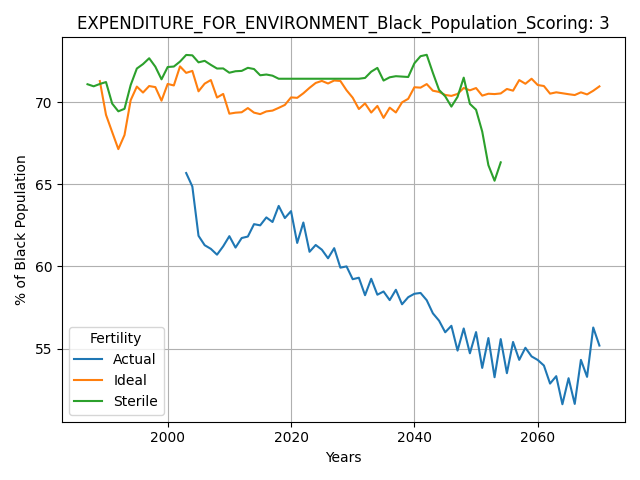 EXPENDITURE_FOR_ENVIRONMENT_Black_Population_Scoring: 3
% of Black Population
70
65
60
55
Fertility
Actual
Ideal
Sterile
2000 2020 2040 2060
Years